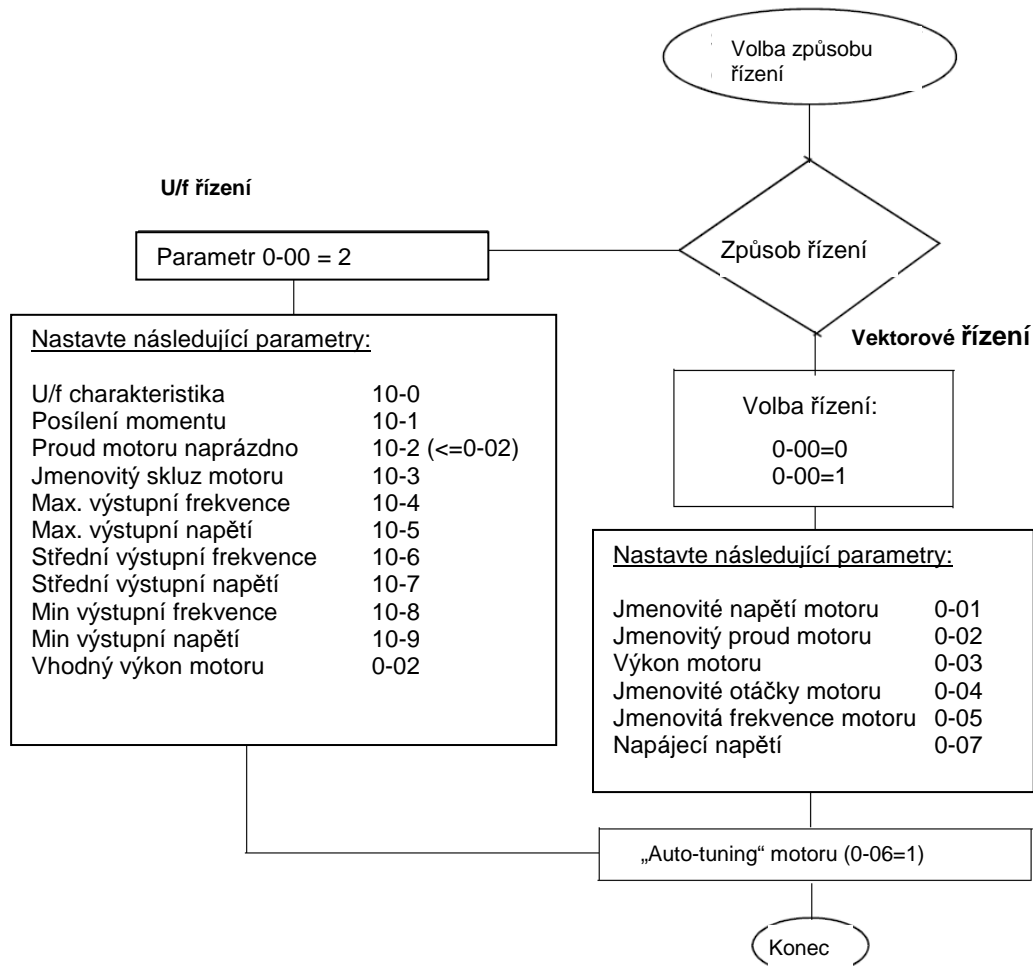 Volba způsobu
řízení
U/f řízení
Způsob řízení
Parametr 0-00 = 2
Nastavte následující parametry:
U/f charakteristika 10-0
Posílení momentu 10-1
Proud motoru naprázdno 10-2 (<=0-02)
Jmenovitý skluz motoru 10-3
Max. výstupní frekvence 10-4
Max. výstupní napětí 10-5
Střední výstupní frekvence 10-6
Střední výstupní napětí 10-7
Min výstupní frekvence 10-8
Min výstupní napětí 10-9
Vhodný výkon motoru 0-02
Vektorové řízení
Volba řízení:
0-00=0
0-00=1
Nastavte následující parametry:
Jmenovité napětí motoru 0-01
Jmenovitý proud motoru 0-02
Výkon motoru 0-03
Jmenovité otáčky motoru 0-04
Jmenovitá frekvence motoru 0-05
Napájecí napětí 0-07
„Auto-tuning“ motoru (0-06=1)
Konec